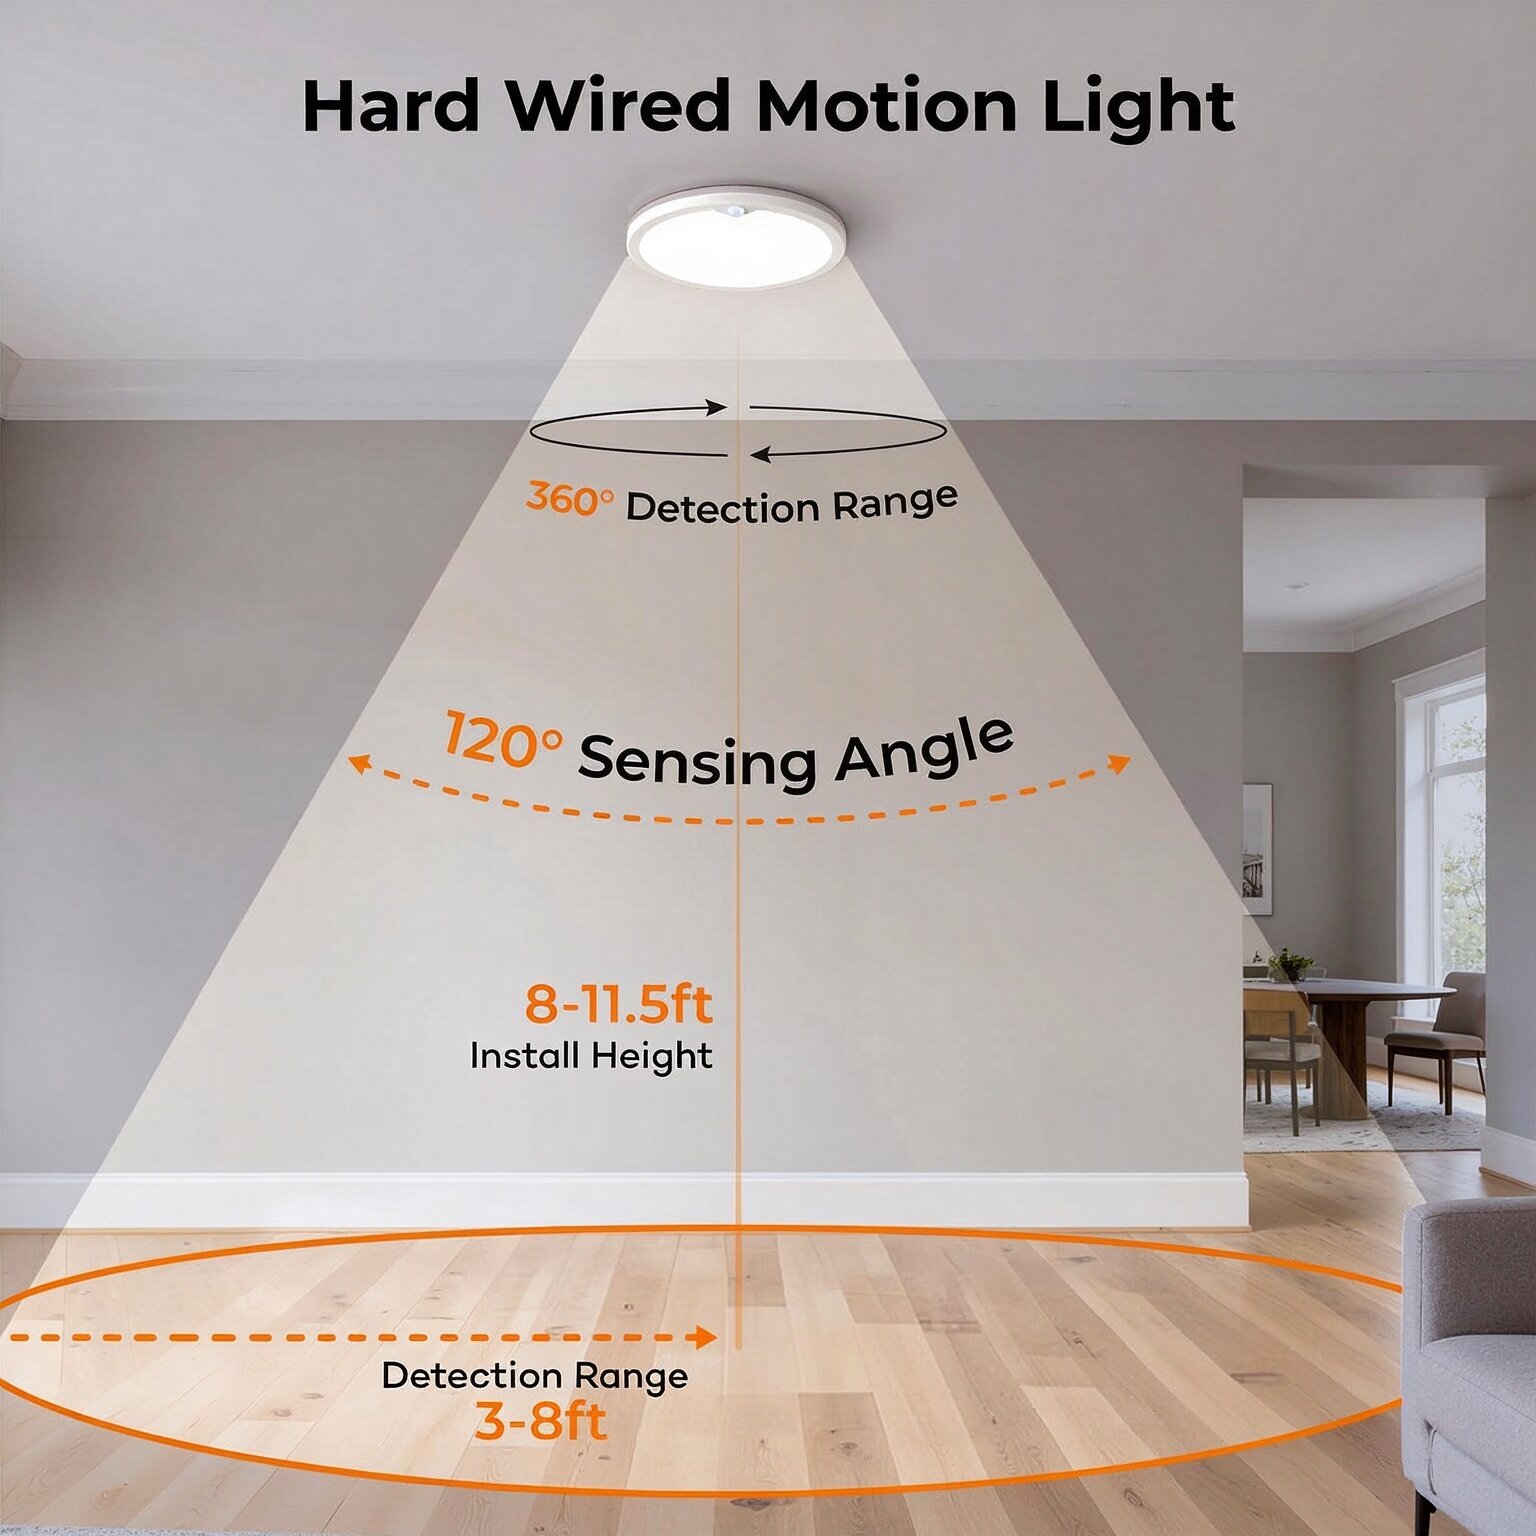 Hard Wired Motion Light
360° Detection Range
120° Sensing Angle
8-11.5ft
Install Height
Detection Range
3-8ft